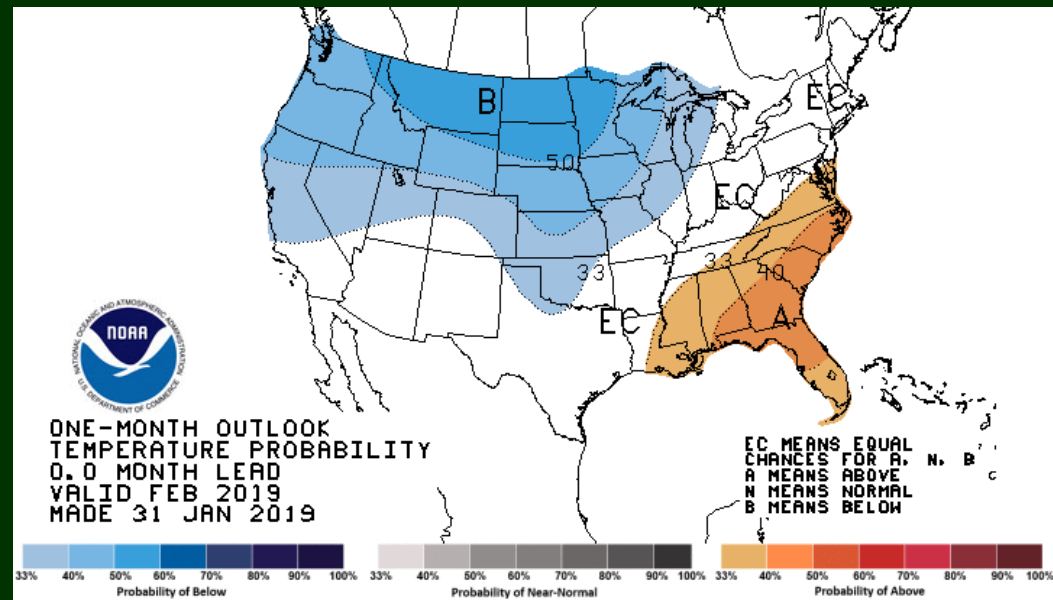 B
EC
50
EC
33
33
40
EC
A
NATIONAL OCEANIC AND ATMOSPHERIC ADMINISTRATION
NOAA
U.S. DEPARTMENT OF COMMERCE
ONE-MONTH OUTLOOK
TEMPERATURE PROBABILITY
0.0 MONTH LEAD
VALID FEB 2019
MADE 31 JAN 2019
EC MEANS EQUAL
CHANCES FOR A, N, B
A MEANS ABOVE
N MEANS NORMAL
B MEANS BELOW
33% 40% 50% 60% 70% 80% 90% 100%
Probability of Below
33% 40% 50% 60% 70% 80% 90% 100%
Probability of Near-Normal
33% 40% 50% 60% 70% 80% 90% 100%
Probability of Above